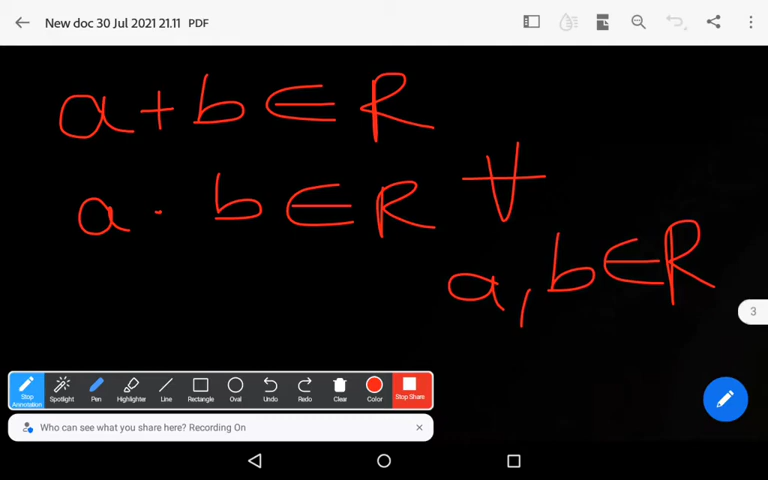 New doc 30 Jul 2021 21.11 PDF
a + b ∈ R
a · b ∈ R ∀
a, b ∈ R
3
Stop Annotation Spotlight Pen Highlighter Line Rectangle Oval Undo Redo Clear Color Stop Share
Who can see what you share here? Recording On